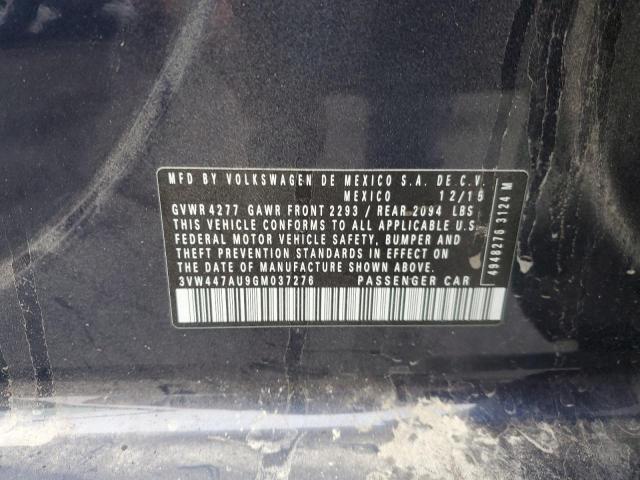 MFD BY VOLKSWAGEN DE MEXICO S.A. DE C.V.
MEXICO 12/15
GVWR 4277 GAWR FRONT 2293 / REAR 2094 LBS
THIS VEHICLE CONFORMS TO ALL APPLICABLE U.S.
FEDERAL MOTOR VEHICLE SAFETY, BUMPER AND
THEFT PREVENTION STANDARDS IN EFFECT ON
THE DATE OF MANUFACTURE SHOWN ABOVE.
3VW447AU9GM037276 PASSENGER CAR
4948276 3124 M